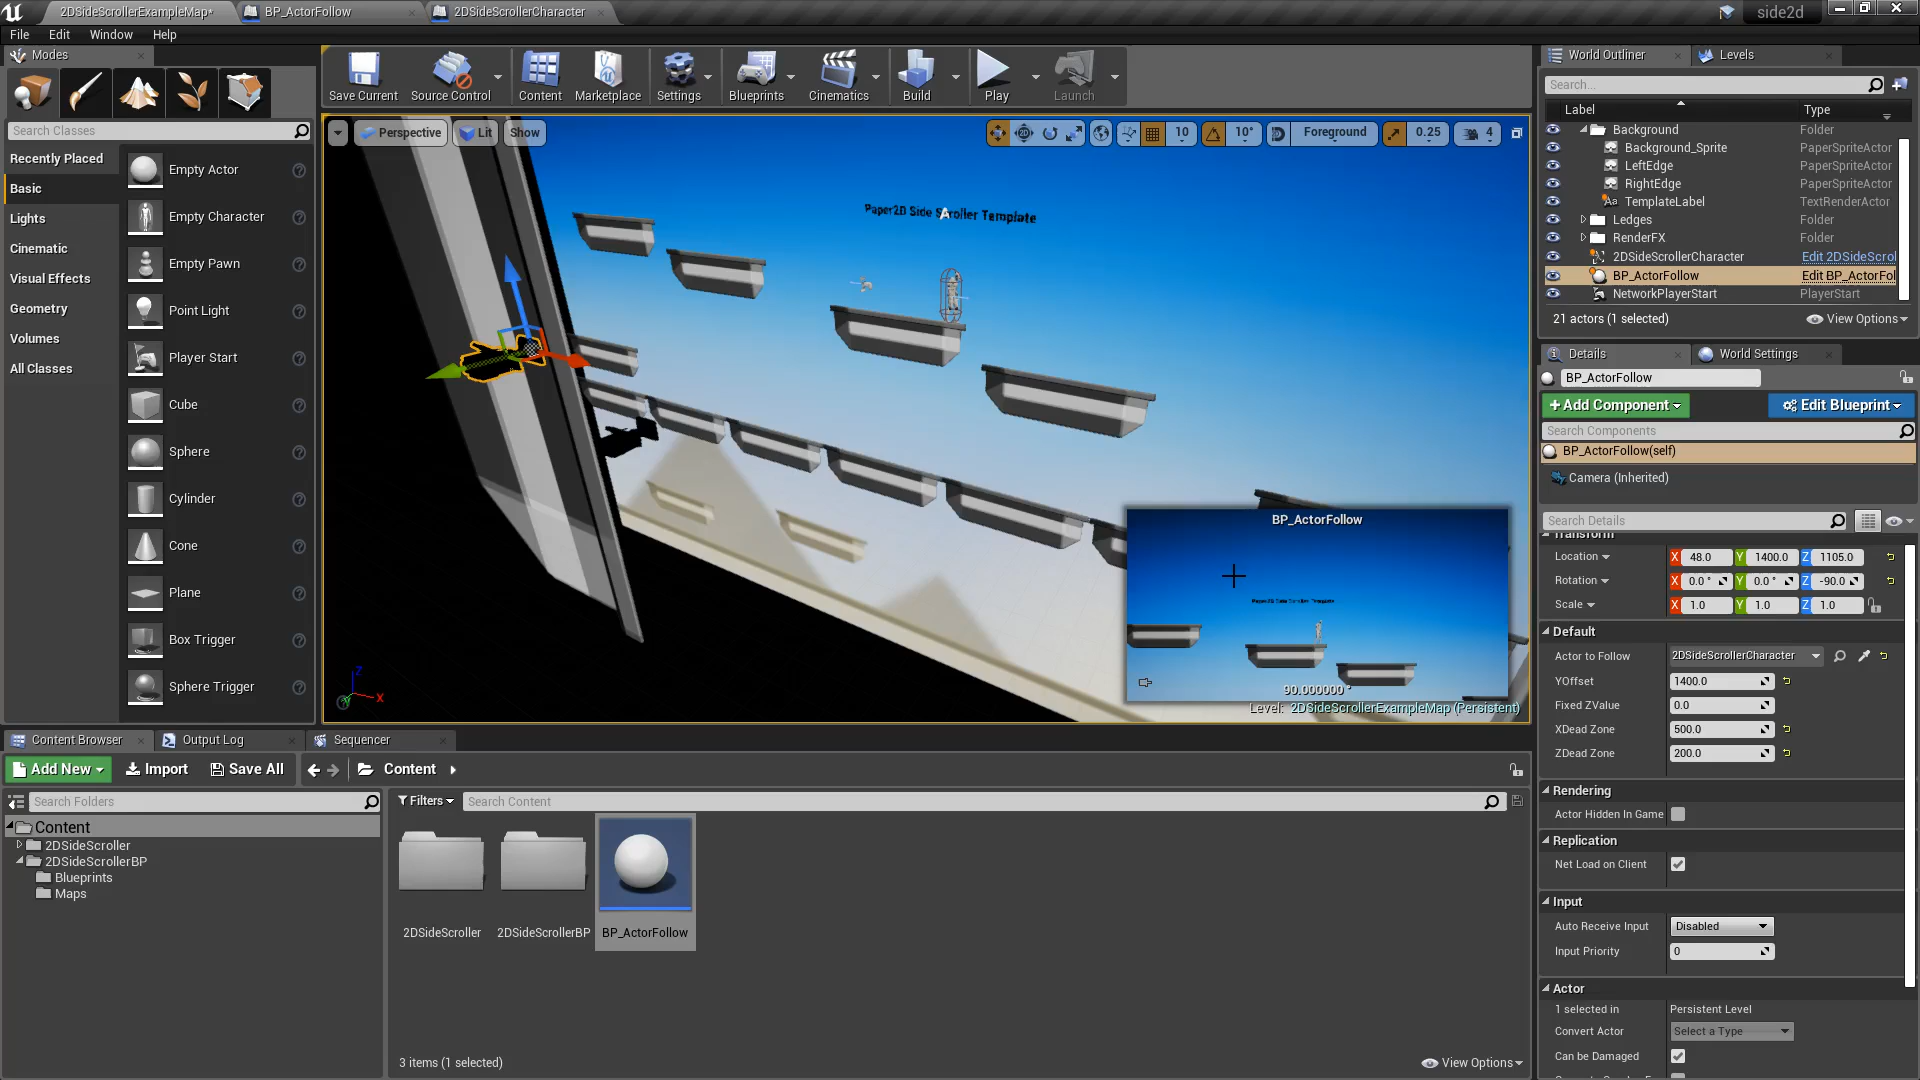 2DSideScrollerExampleMap*
BP_ActorFollow
2DSideScrollerCharacter
side2d
File Edit Window Help
Modes
Search Classes
Recently Placed
Basic
Lights
Cinematic
Visual Effects
Geometry
Volumes
All Classes
Empty Actor
Empty Character
Empty Pawn
Point Light
Player Start
Cube
Sphere
Cylinder
Cone
Plane
Box Trigger
Sphere Trigger
Save Current
Source Control
Content
Marketplace
Settings
Blueprints
Cinematics
Build
Play
Launch
Perspective
Lit
Show
10
10°
Foreground
0.25
4
Paper2D Side Scroller Template
BP_ActorFollow
Paper2D Side Scroller Template
90.000000 °
Level: 2DSideScrollerExampleMap (Persistent)
Z
X
World Outliner
Levels
Search...
Label Type
Background Folder
Background_Sprite PaperSpriteActor
LeftEdge PaperSpriteActor
RightEdge PaperSpriteActor
TemplateLabel TextRenderActor
Ledges Folder
RenderFX Folder
2DSideScrollerCharacter Edit 2DSideScrol
BP_ActorFollow Edit BP_ActorFol
NetworkPlayerStart PlayerStart
21 actors (1 selected)
View Options
Details
World Settings
BP_ActorFollow
+Add Component
Edit Blueprint
Search Components
BP_ActorFollow(self)
Camera (Inherited)
Search Details
Transform
Location X 48.0 Y 1400.0 Z 1105.0
Rotation X 0.0 ° Y 0.0 ° Z -90.0
Scale X 1.0 Y 1.0 Z 1.0
Default
Actor to Follow 2DSideScrollerCharacter
YOffset 1400.0
Fixed ZValue 0.0
XDead Zone 500.0
ZDead Zone 200.0
Rendering
Actor Hidden In Game
Replication
Net Load on Client
Input
Auto Receive Input Disabled
Input Priority 0
Actor
1 selected in Persistent Level
Convert Actor Select a Type
Can be Damaged
Content Browser
Output Log
Sequencer
Add New
Import
Save All
Content
Search Folders
Filters
Search Content
Content
2DSideScroller
2DSideScrollerBP
Blueprints
Maps
2DSideScroller
2DSideScrollerBP
BP_ActorFollow
3 items (1 selected)
View Options